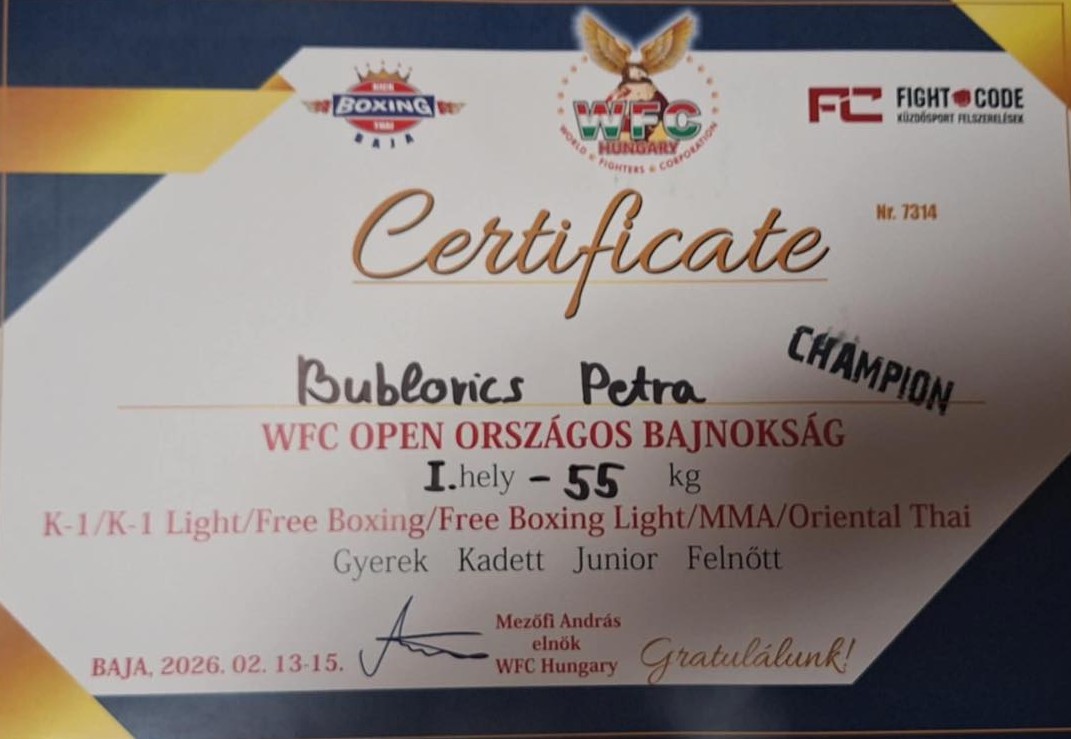 KICK
BOXING
THAI
BAJA
WFC
HUNGARY
WORLD FIGHTERS CORPORATION
FC FIGHT CODE
KÜZDŐSPORT FELSZERELÉSEK
Nr. 7314
Certificate
CHAMPION
Bublovics Petra
WFC OPEN ORSZÁGOS BAJNOKSÁG
I.hely - 55 kg
K-1/K-1 Light/Free Boxing/Free Boxing Light/MMA/Oriental Thai
Gyerek Kadett Junior Felnőtt
Mezőfi András
elnök
BAJA, 2026. 02. 13-15. WFC Hungary Gratulálunk!